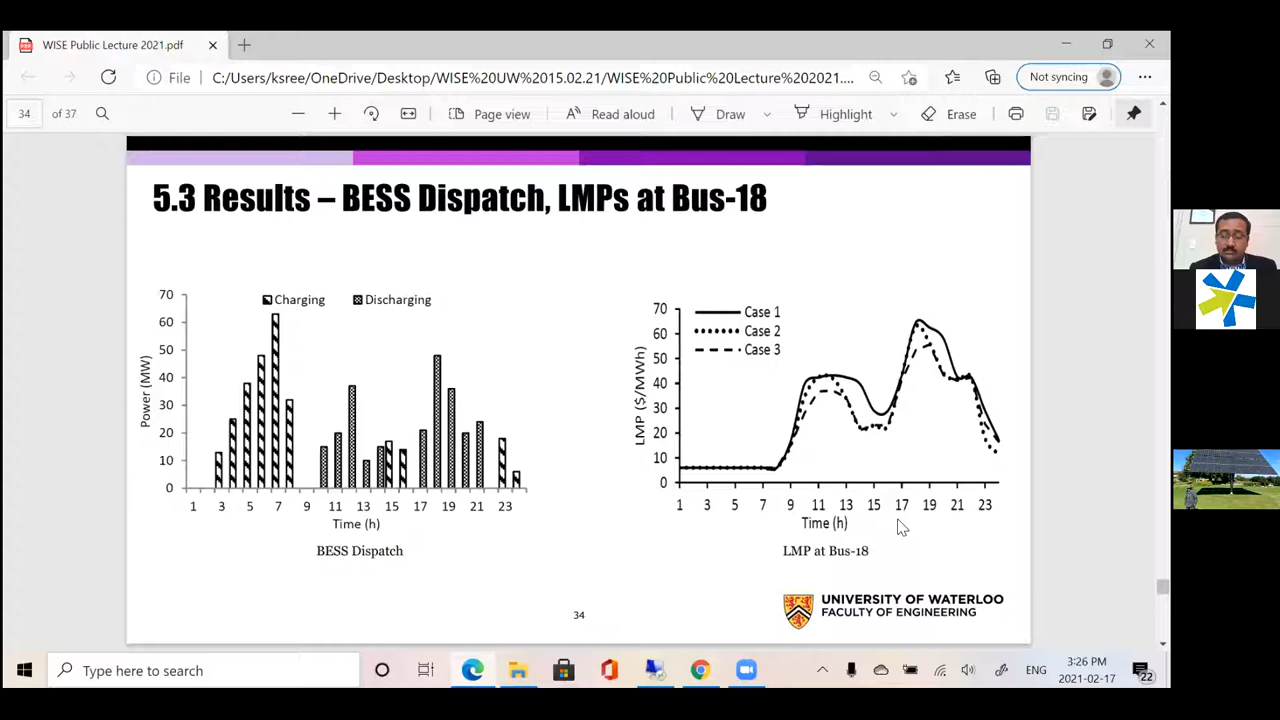 WISE Public Lecture 2021.pdf
File C:/Users/ksree/OneDrive/Desktop/WISE%20UW%2015.02.21/WISE%20Public%20Lecture%202021.... Not syncing
34 of 37 Page view Read aloud Draw Highlight Erase
5.3 Results – BESS Dispatch, LMPs at Bus-18
Charging Discharging
Power (MW)
70
60
50
40
30
20
10
0
1 3 5 7 9 11 13 15 17 19 21 23
Time (h)
BESS Dispatch
Case 1
Case 2
Case 3
LMP ($/MWh)
70
60
50
40
30
20
10
0
1 3 5 7 9 11 13 15 17 19 21 23
Time (h)
LMP at Bus-18
34
UNIVERSITY OF WATERLOO
FACULTY OF ENGINEERING
Type here to search
ENG
3:26 PM
2021-02-17
22